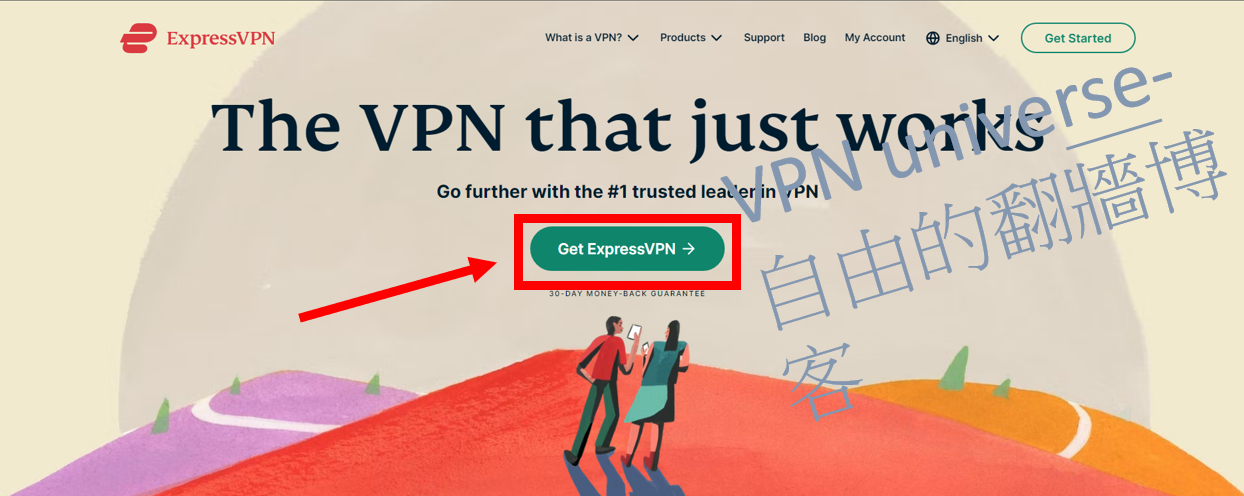 ExpressVPN
What is a VPN? Products Support Blog My Account English Get Started
The VPN that just works
Go further with the #1 trusted leader in VPN
Get ExpressVPN →
30-DAY MONEY-BACK GUARANTEE
VPN universe-
自由的翻牆博
客